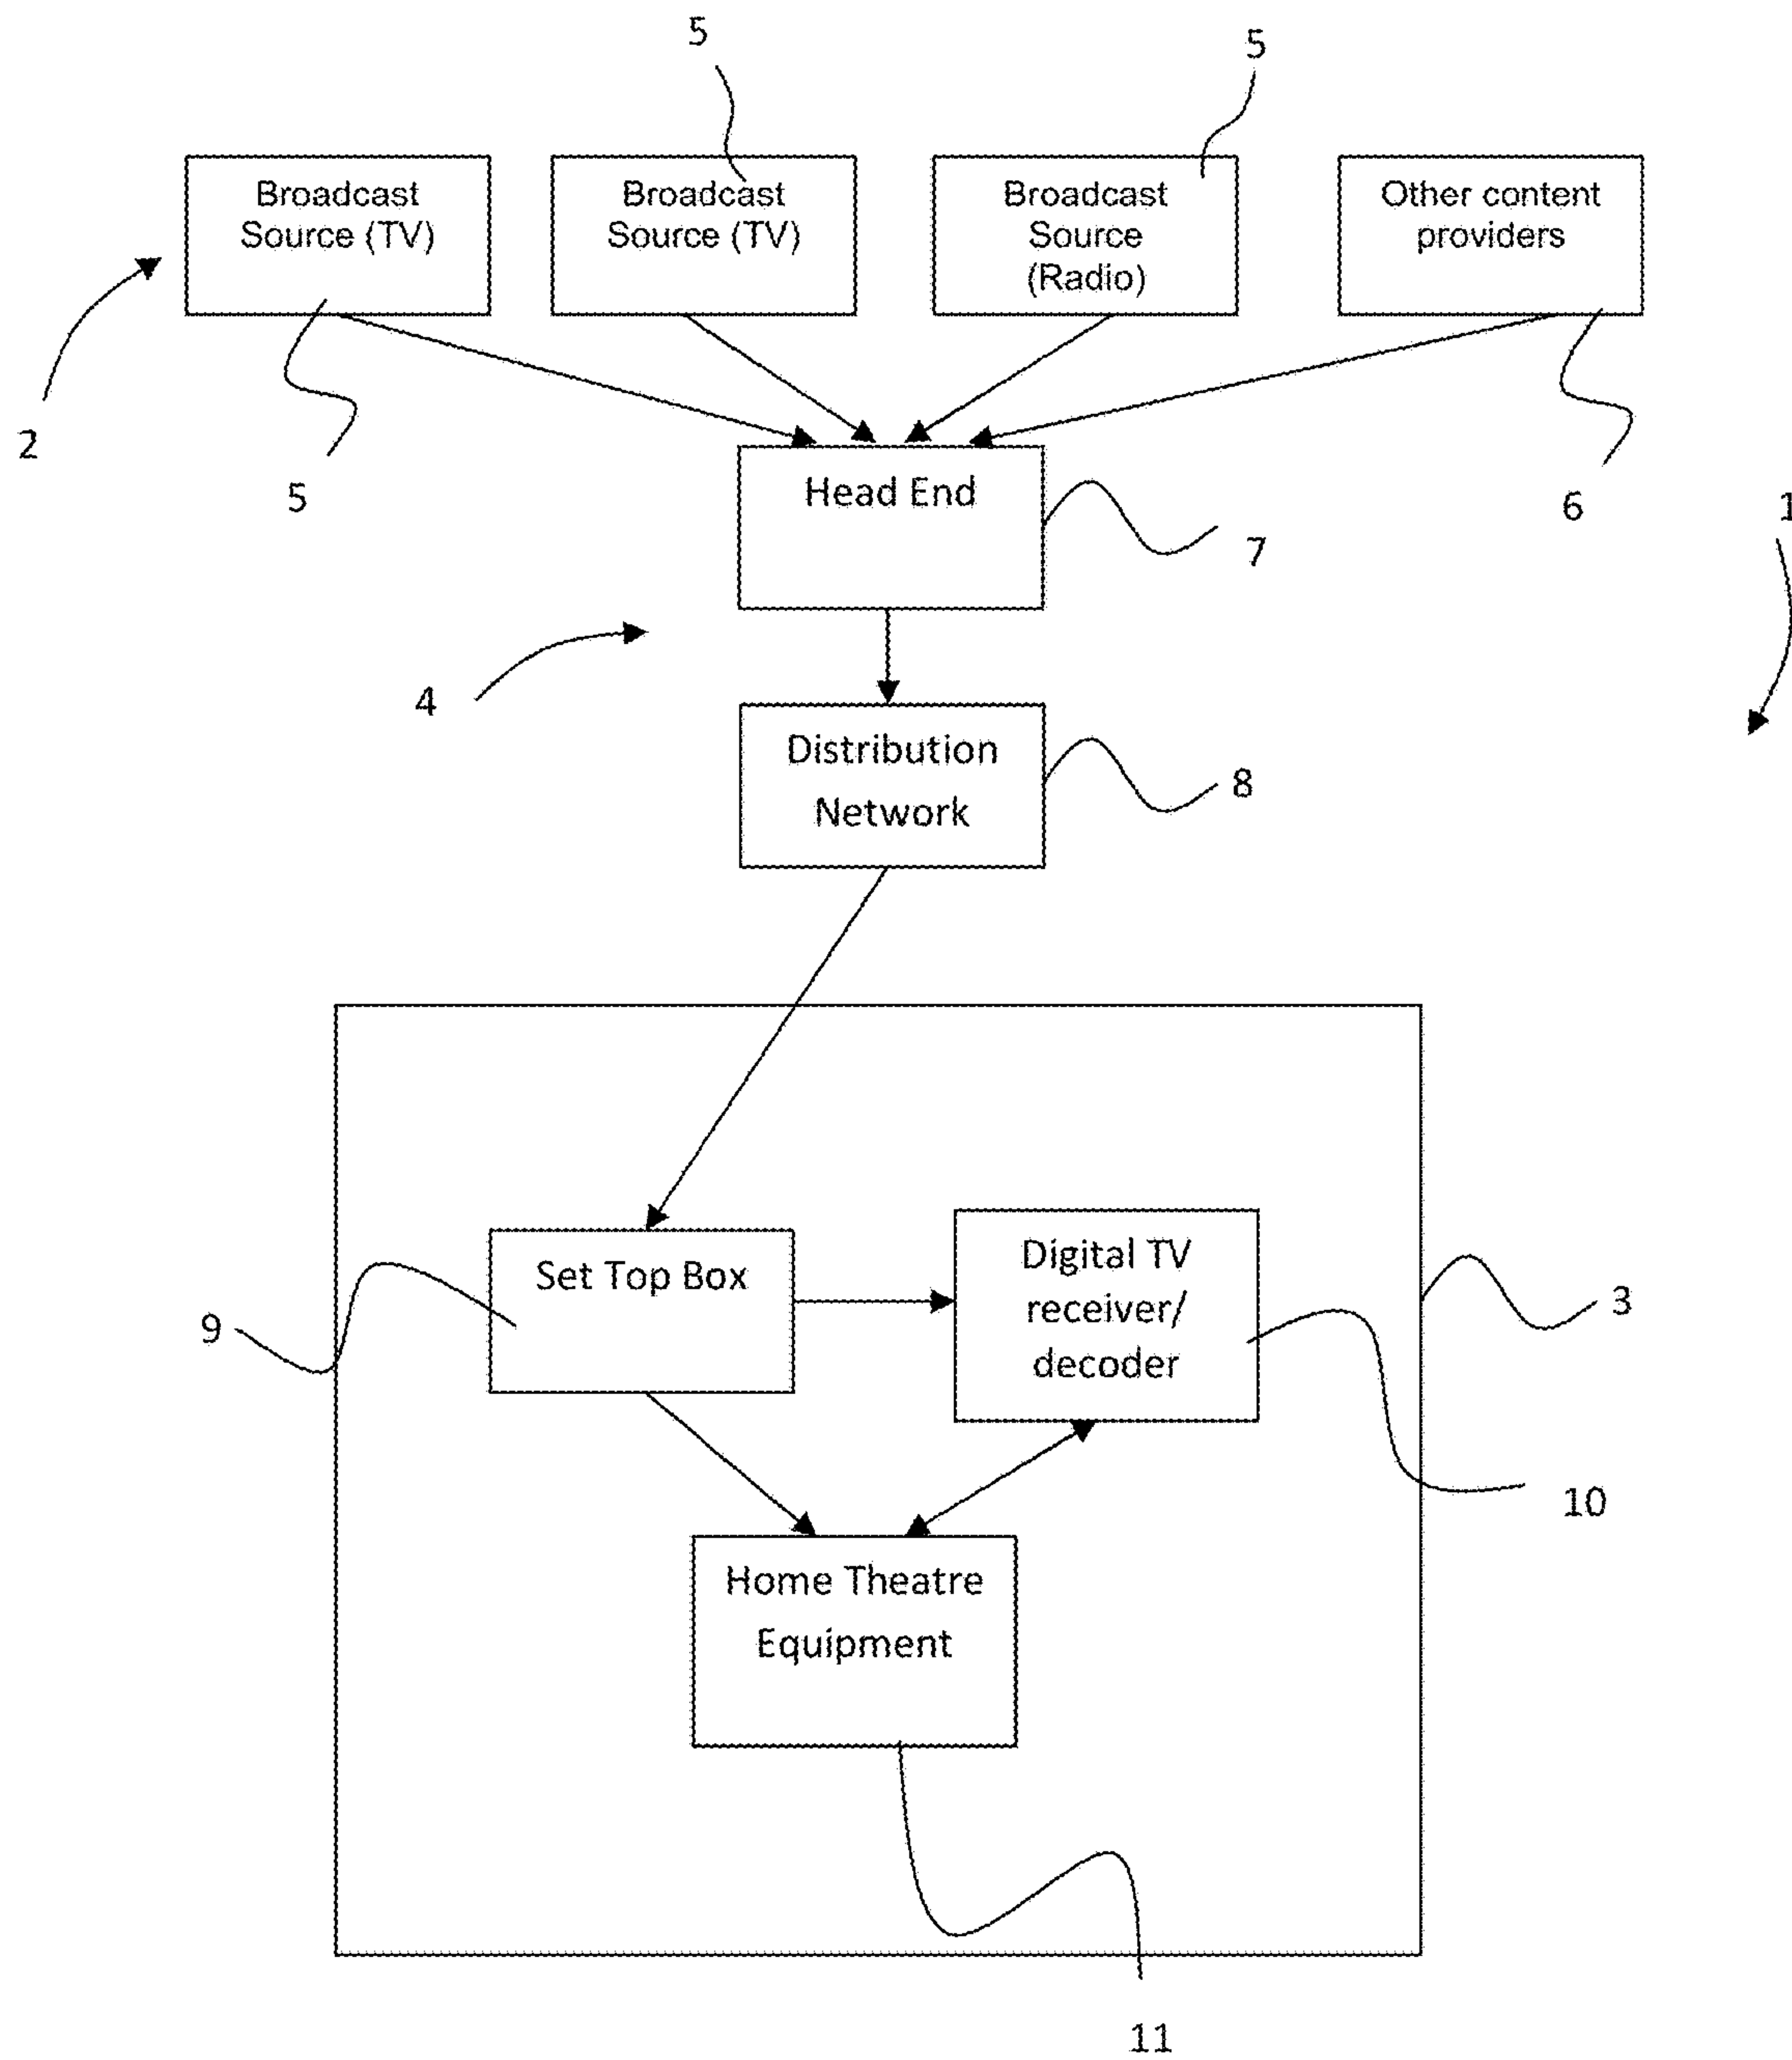 5
5
Broadcast
Source (TV)
Broadcast
Source (TV)
Broadcast
Source
(Radio)
Other content
providers
2
5
Head End
7
6
1
4
Distribution
Network
8
Set Top Box
Digital TV
receiver/
decoder
9
3
10
Home Theatre
Equipment
11